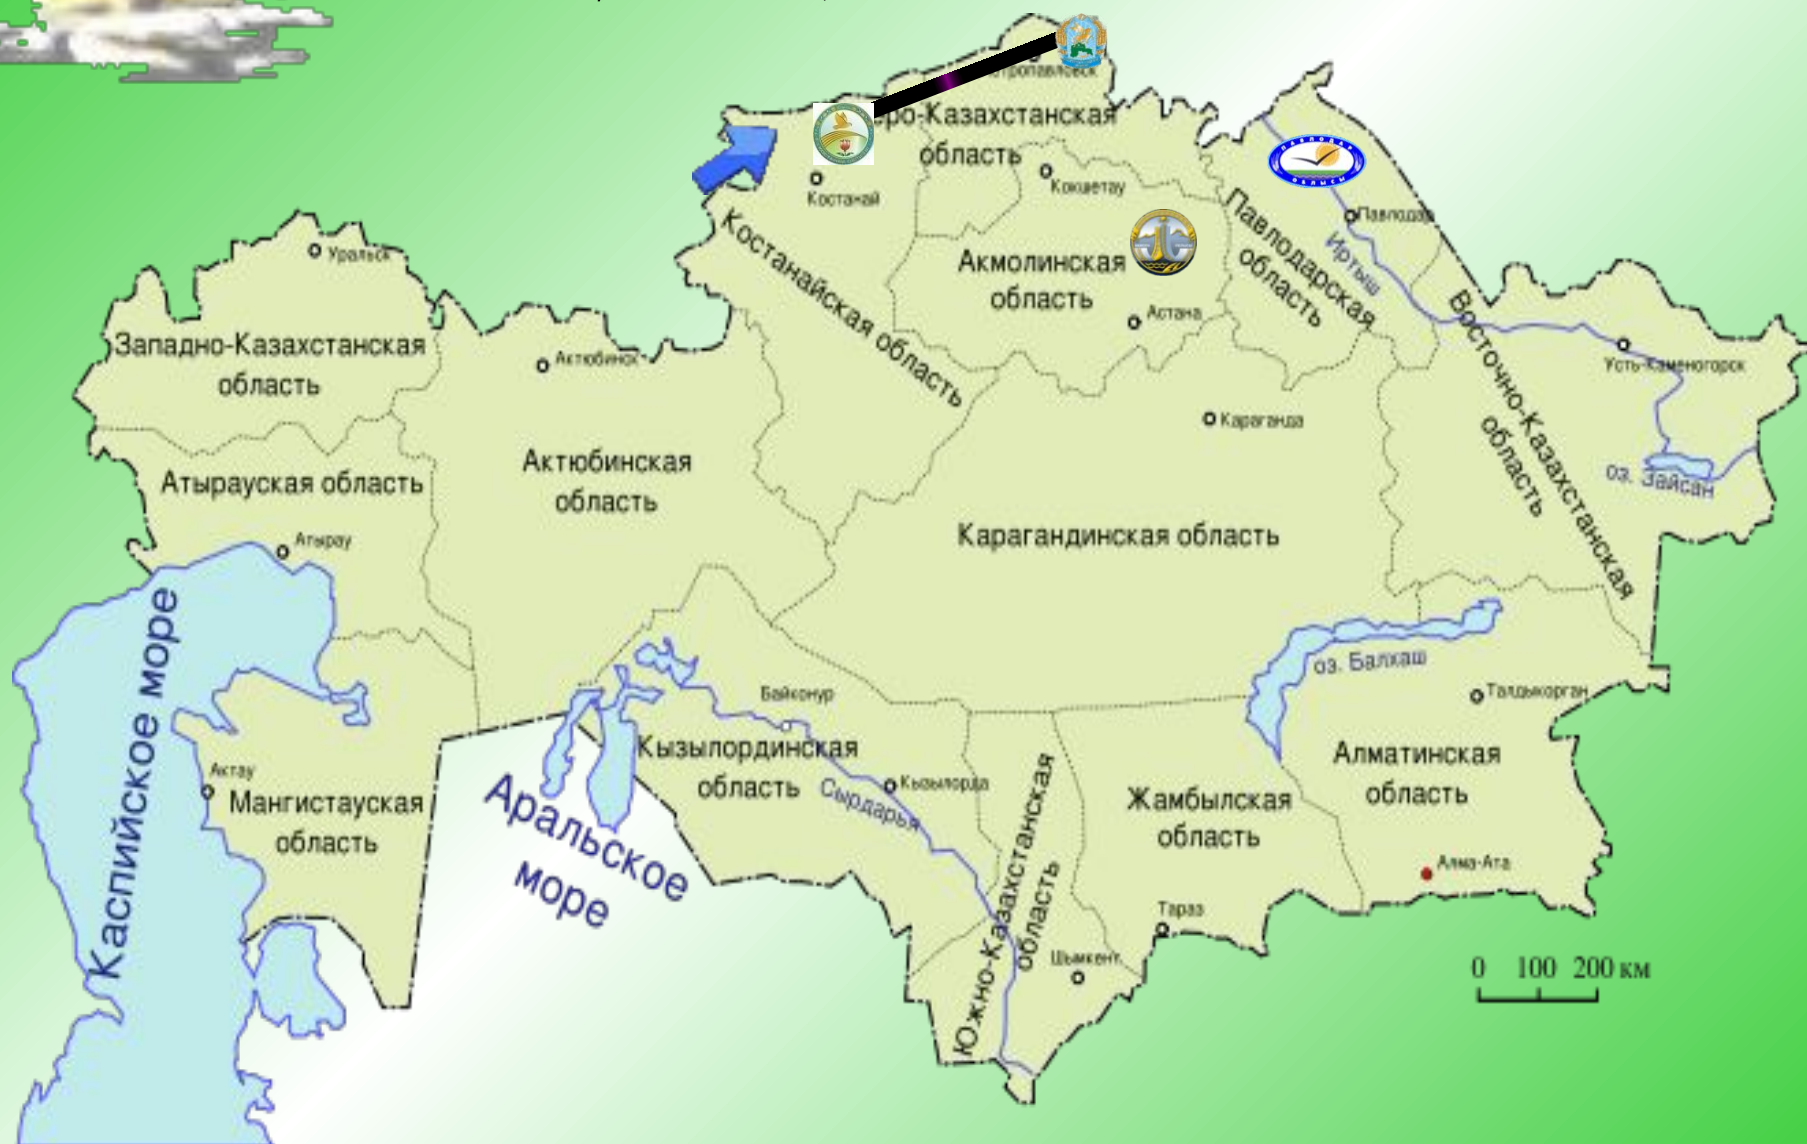 тропавловск
еро-Казахстанская
область
Кокшетау
Костанай
ПАВЛОДАР
ОБЛЫСЫ
Павлодар
Иртыш
Павлодарская
область
Костанайская область
Акмолинская
область
Астана
Уральск
Западно-Казахстанская
область
Актюбинск
Восточно-Казахстанская
область
Усть-Каменогорск
оз. Зайсан
Караганда
Актюбинская
область
Атырауская область
Атырау
Карагандинская область
Каспийское море
оз. Балхаш
Талдыкорган
Байконур
Кызылординская
область
Кызылорда
Сырдарья
Аральское
море
Актау
Мангистауская
область
Южно-Казахстанская
область
Жамбылская
область
Алматинская
область
Алма-Ата
Тараз
Шымкент
0 100 200 км